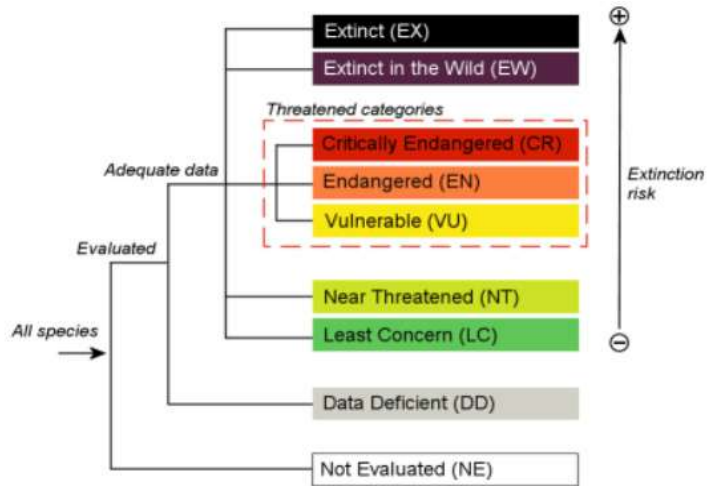 Extinct (EX)
Extinct in the Wild (EW)
Threatened categories
Critically Endangered (CR)
Adequate data
Endangered (EN)
Extinction
risk
Vulnerable (VU)
Evaluated
Near Threatened (NT)
All species
Least Concern (LC)
Data Deficient (DD)
Not Evaluated (NE)